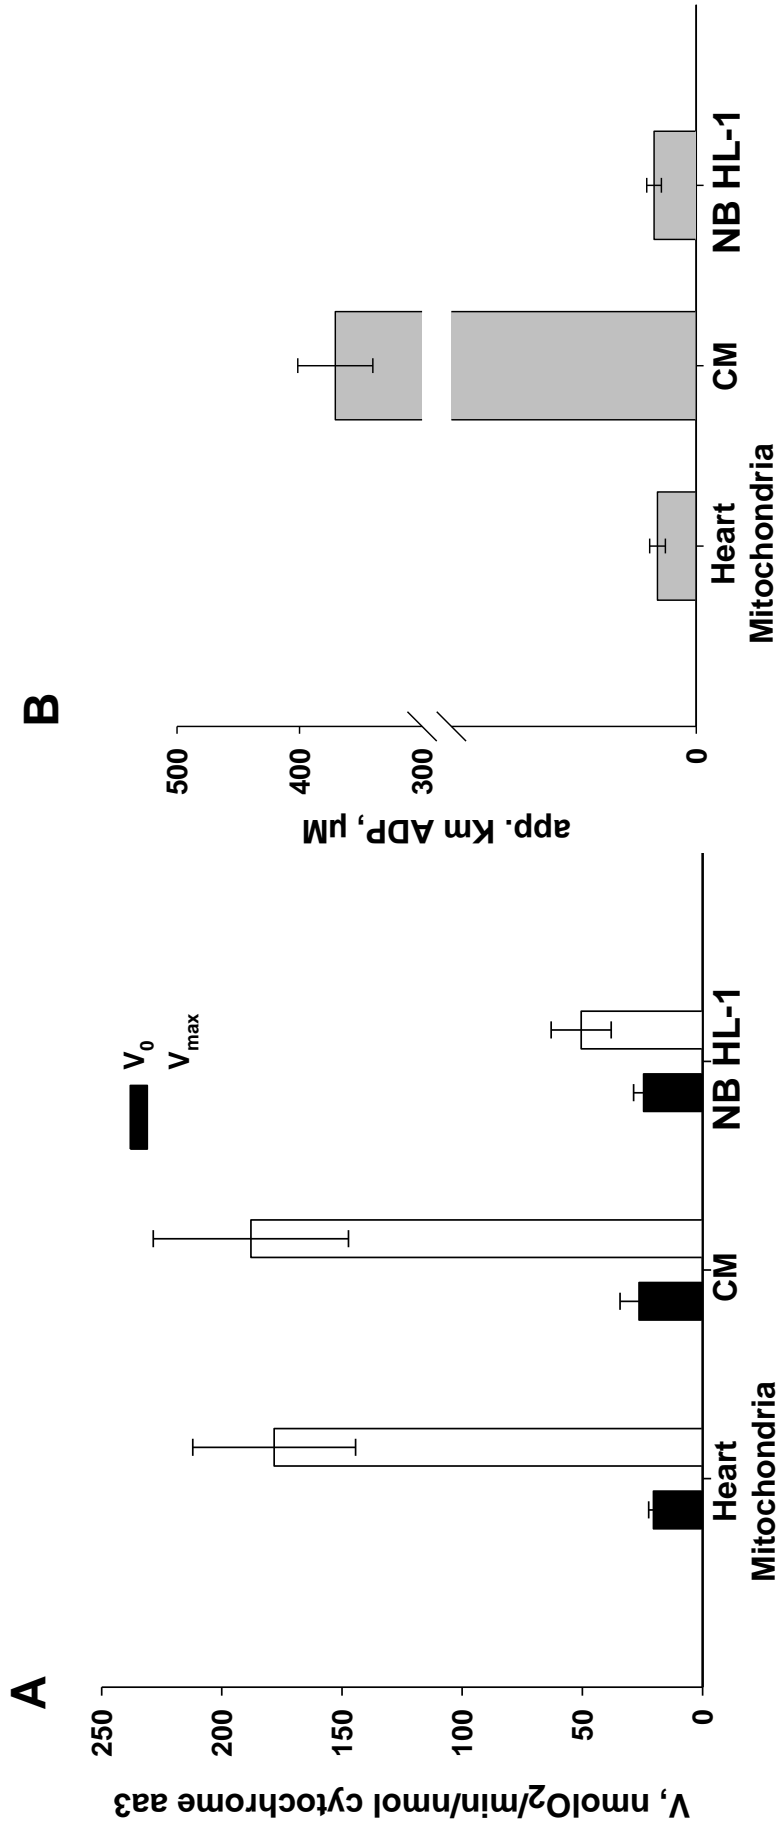 A
V, nmolO₂/min/nmol cytochrome aa3
250
200
150
100
50
0
V₀
Vₘₐₓ
Heart
Mitochondria
CM
NB HL-1
B
app. Km ADP, µM
500
400
300
0
Heart
Mitochondria
CM
NB HL-1